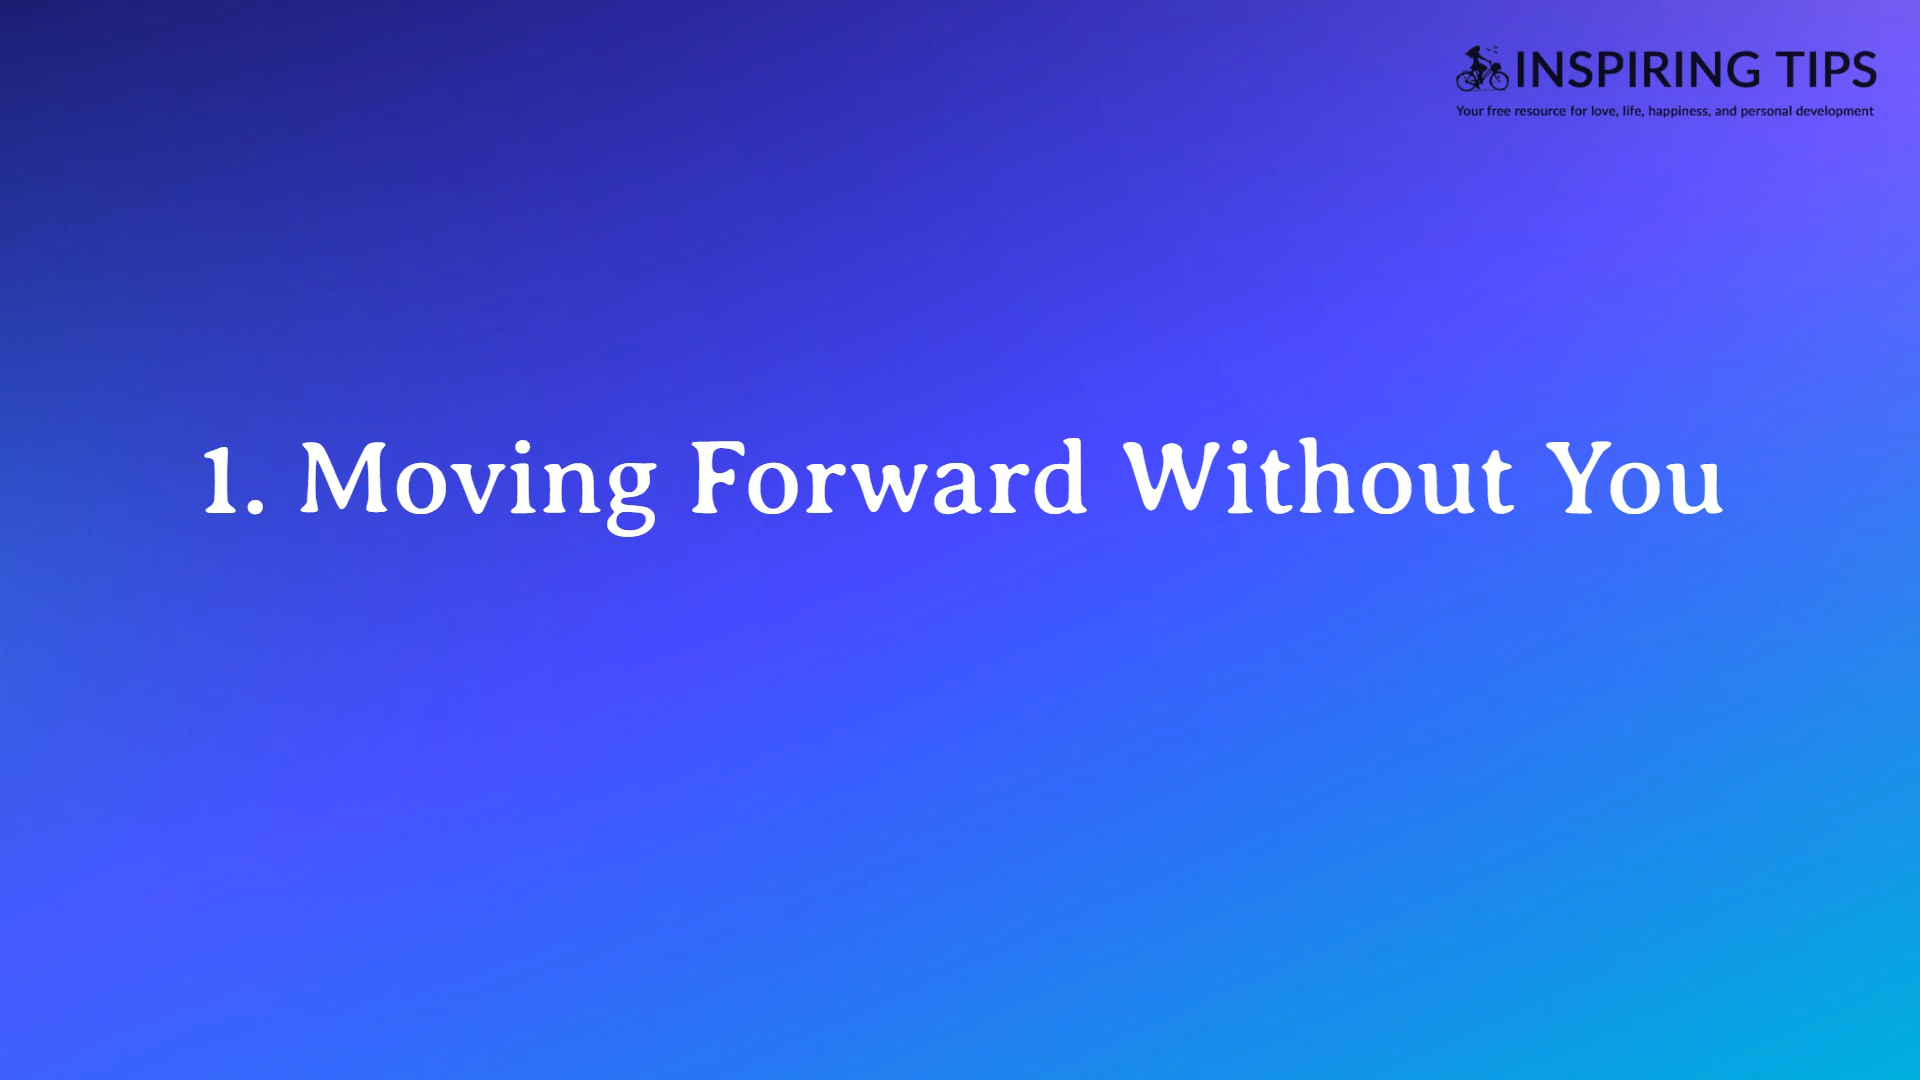 INSPIRING TIPS
Your free resource for love, life, happiness, and personal development
1. Moving Forward Without You